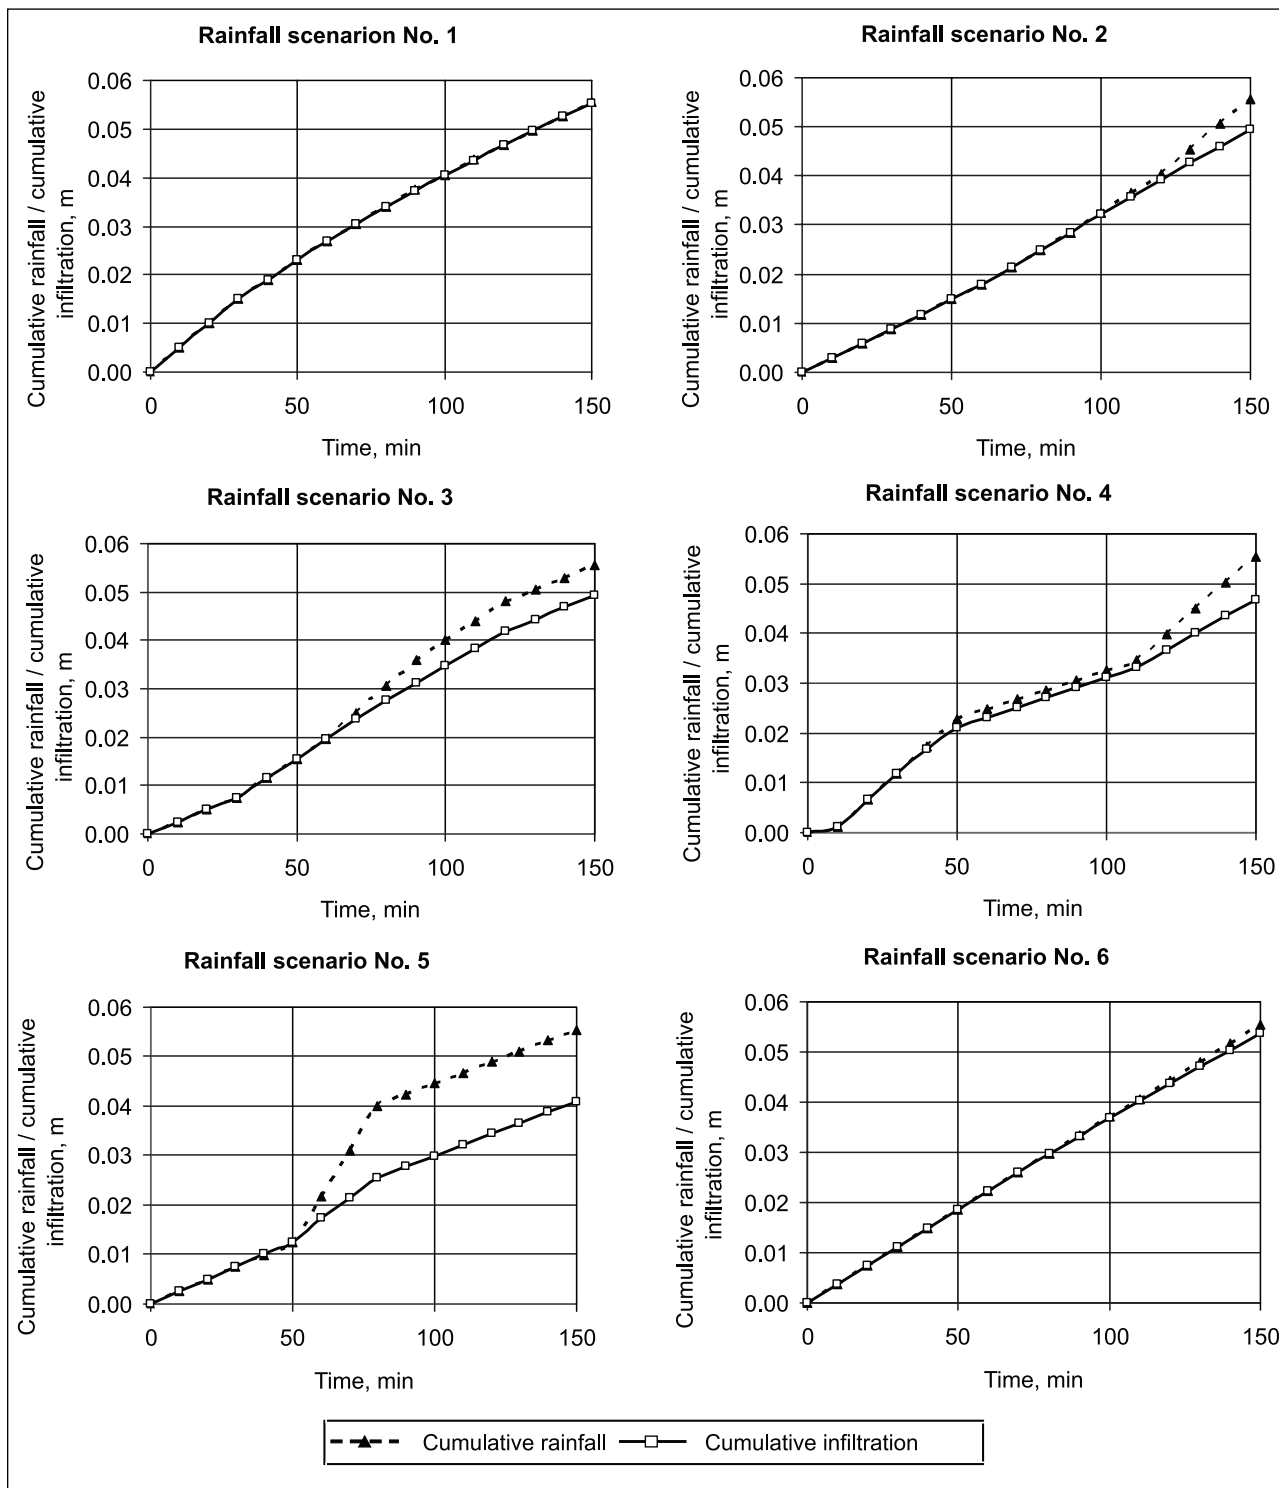 Rainfall scenarion No. 1
Cumulative rainfall / cumulative
infiltration, m
0.06
0.05
0.04
0.03
0.02
0.01
0.00
0 50 100 150
Time, min
Rainfall scenario No. 2
Cumulative rainfall / cumulative
infiltration, m
0.06
0.05
0.04
0.03
0.02
0.01
0.00
0 50 100 150
Time, min
Rainfall scenario No. 3
Cumulative rainfall / cumulative
infiltration, m
0.06
0.05
0.04
0.03
0.02
0.01
0.00
0 50 100 150
Time, min
Rainfall scenario No. 4
Cumulative rainfall / cumulative
infiltration, m
0.06
0.05
0.04
0.03
0.02
0.01
0.00
0 50 100 150
Time, min
Rainfall scenario No. 5
Cumulative rainfall / cumulative
infiltration, m
0.06
0.05
0.04
0.03
0.02
0.01
0.00
0 50 100 150
Time, min
Rainfall scenario No. 6
Cumulative rainfall / cumulative
infiltration, m
0.06
0.05
0.04
0.03
0.02
0.01
0.00
0 50 100 150
Time, min
Cumulative rainfall Cumulative infiltration